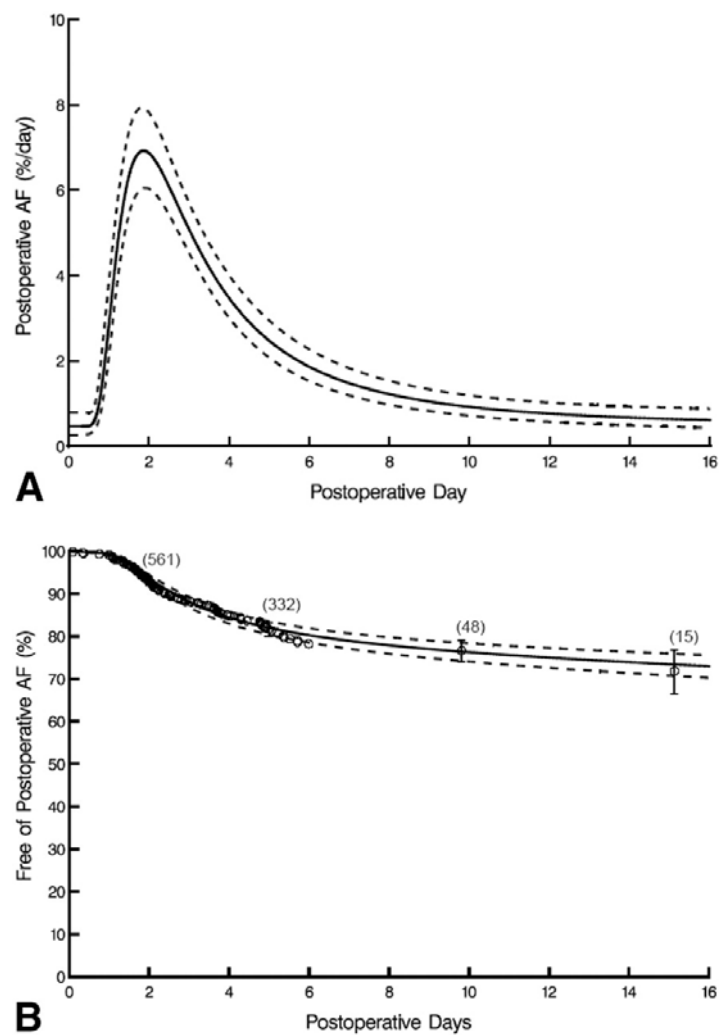 10
8
6
4
2
0
Postoperative AF (%/day)
0 2 4 6 8 10 12 14 16
Postoperative Day
A
100
90
80
70
60
50
40
30
20
10
0
Free of Postoperative AF (%)
(561)
(332)
(48)
(15)
0 2 4 6 8 10 12 14 16
Postoperative Days
B